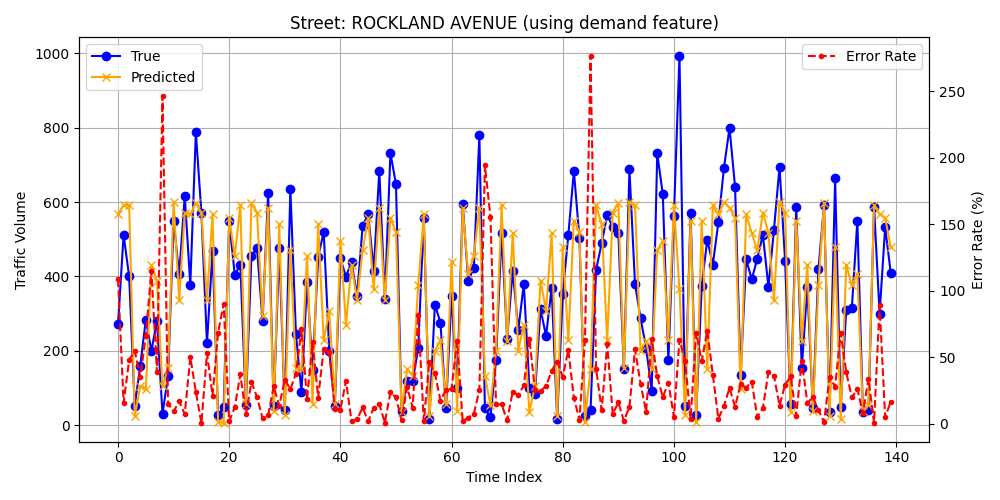 Street: ROCKLAND AVENUE (using demand feature)
True
Predicted
Error Rate
1000
800
600
400
200
0
Traffic Volume
250
200
150
100
50
0
Error Rate (%)
0 20 40 60 80 100 120 140
Time Index